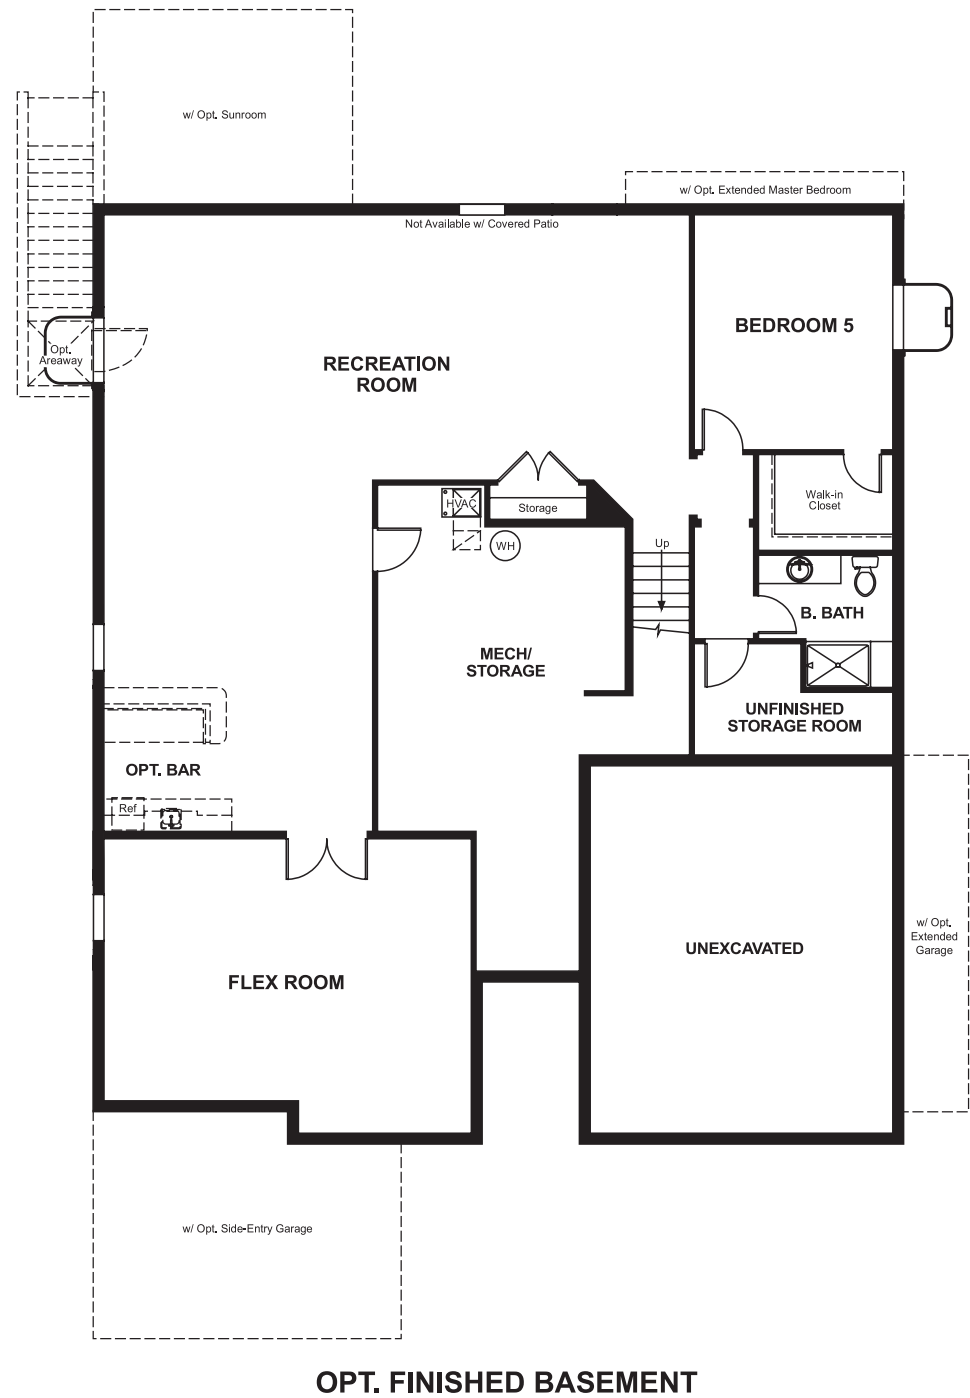 w/ Opt. Sunroom
w/ Opt. Extended Master Bedroom
Not Available w/ Covered Patio
BEDROOM 5
Opt.
Areaway
RECREATION
ROOM
HVAC
Storage
Walk-in
Closet
WH
Up
B. BATH
MECH/
STORAGE
UNFINISHED
STORAGE ROOM
OPT. BAR
Ref
w/ Opt.
Extended
Garage
UNEXCAVATED
FLEX ROOM
w/ Opt. Side-Entry Garage
OPT. FINISHED BASEMENT